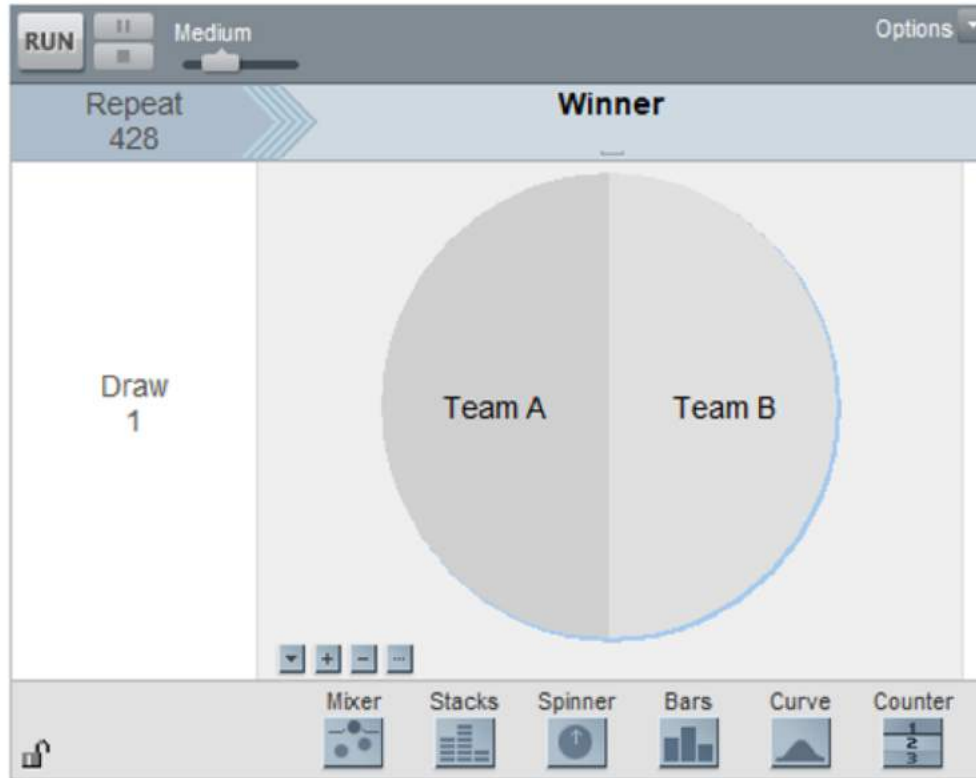 RUN
Medium
Options
Repeat
428
Winner
Draw
1
Team A
Team B
Mixer
Stacks
Spinner
Bars
Curve
Counter
1
2
3